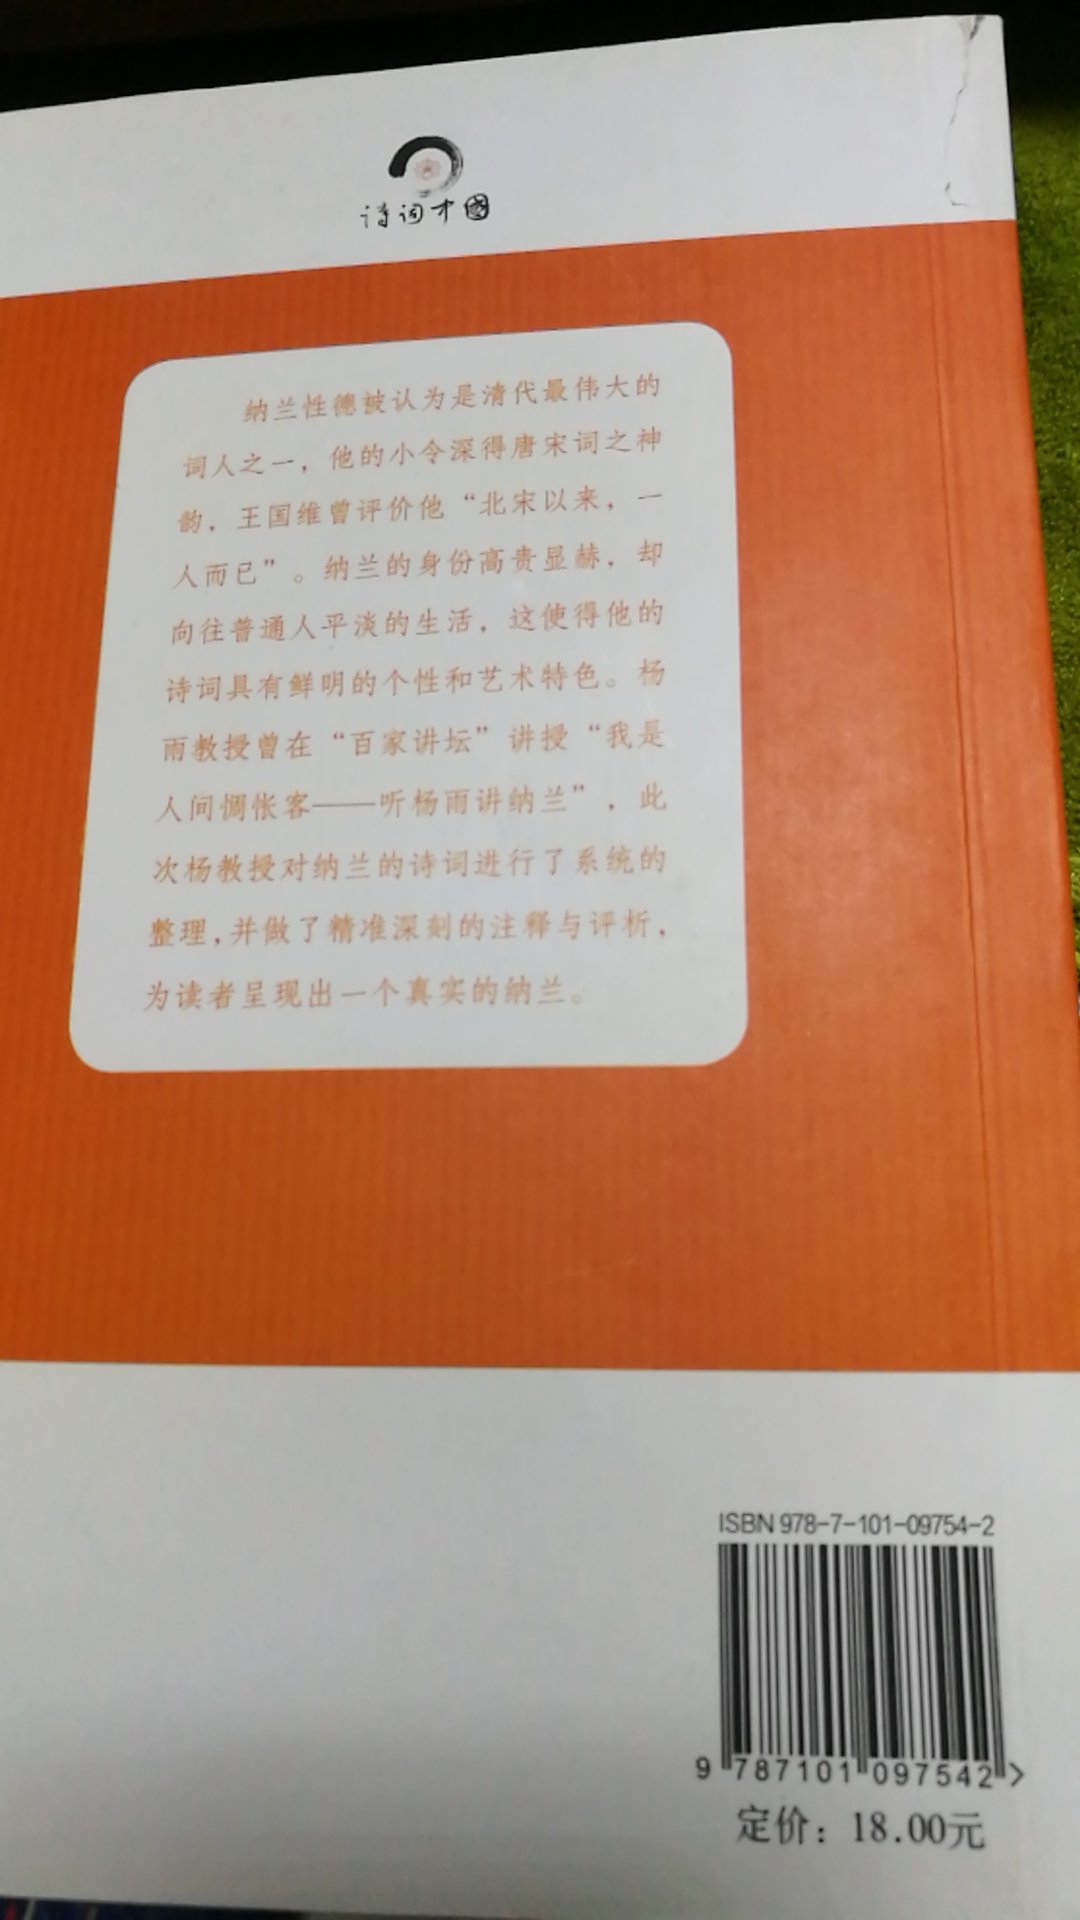 诗词中國
纳兰性德被认为是清代最伟大的
词人之一，他的小令深得唐宋词之神
韵，王国维曾评价他“北宋以来，一
人而已”。纳兰的身份高贵显赫，却
向往普通人平淡的生活，这使得他的
诗词具有鲜明的个性和艺术特色。杨
雨教授曾在“百家讲坛”讲授“我是
人间惆怅客——听杨雨讲纳兰”，此
次杨教授对纳兰的诗词进行了系统的
整理，并做了精准深刻的注释与评析，
为读者呈现出一个真实的纳兰。
ISBN 978-7-101-09754-2
9 787101 097542 >
定价：18.00元